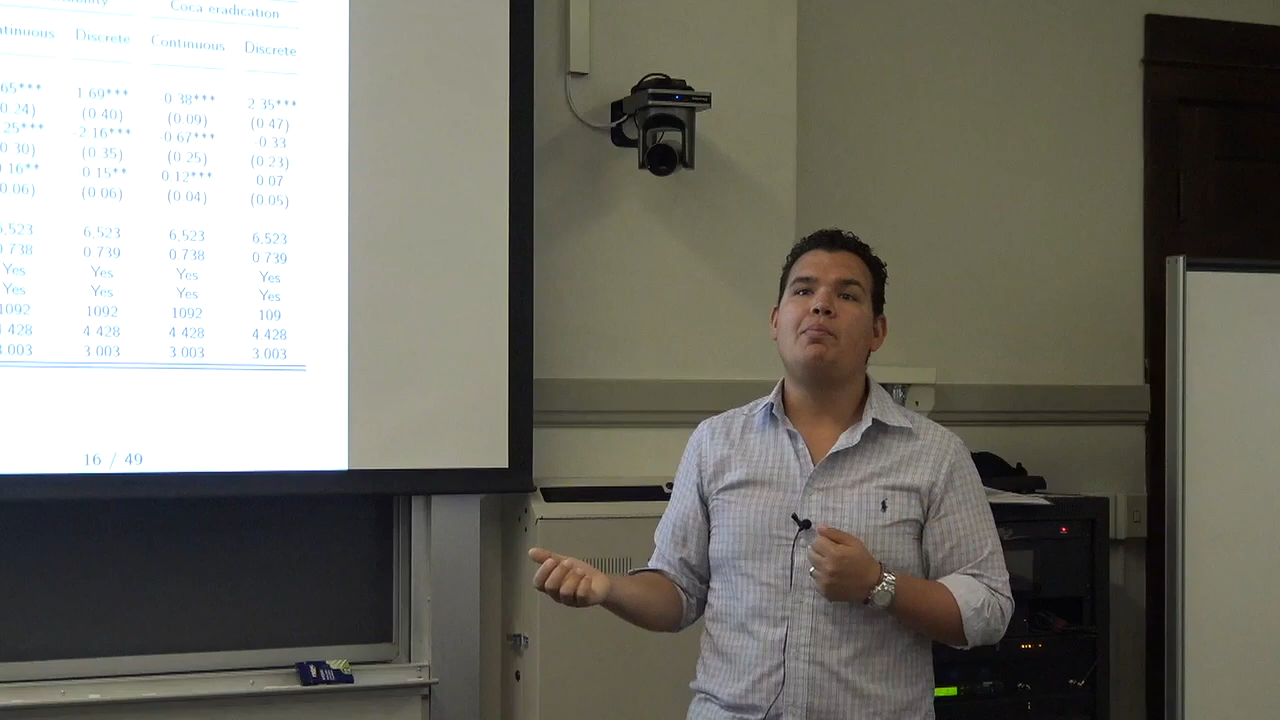 Coca eradication
Discrete Continuous Discrete
65*** 1.69*** 0.38*** 2.35***
0.24) (0.40) (0.09) (0.47)
25*** -2.16*** -0.67*** -0.33
0.30) (0.35) (0.25) (0.23)
0.16** 0.15** 0.12*** 0.07
0.06) (0.06) (0.04) (0.05)
6,523 6,523 6,523 6,523
0.738 0.739 0.738 0.739
Yes Yes Yes Yes
Yes Yes Yes Yes
1092 1092 1092 109
4.428 4.428 4.428 4.428
3.003 3.003 3.003 3.003
16 / 49